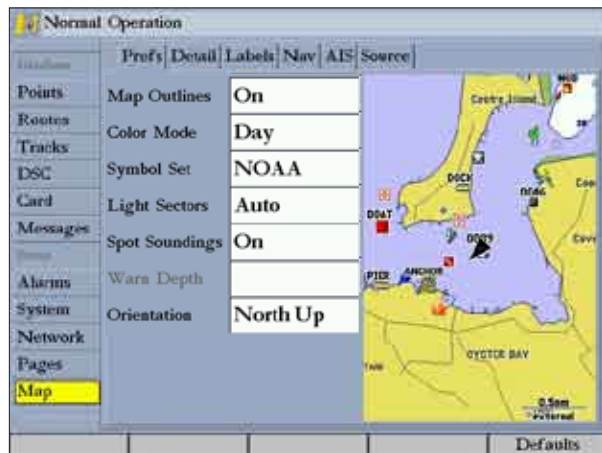 Normal Operation
Prefs Detail Labels Nav AIS Source
Points
Routes
Tracks
DSC
Card
Messages
Alarms
System
Network
Pages
Map
Map Outlines On
Color Mode Day
Symbol Set NOAA
Light Sectors Auto
Spot Soundings On
Warn Depth
Orientation North Up
Centre Island
DOCK
BOAT
PIER
ANCHOR
OYSTER BAY
0.5nm
Defaults